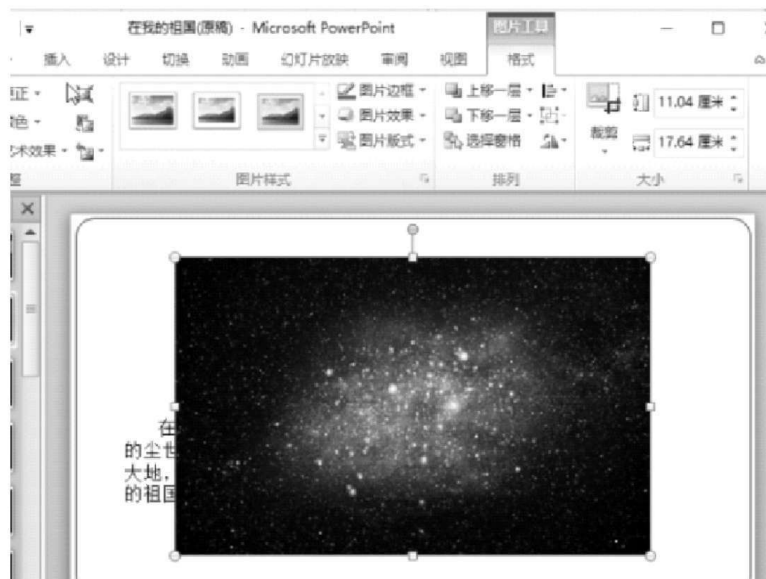 在我的祖国(原稿) - Microsoft PowerPoint
图片工具
插入 设计 切换 动画 幻灯片放映 审阅 视图 格式
图片边框 上移一层 11.04 厘米
图片效果 下移一层
图片版式 选择窗格 裁剪 17.64 厘米
术效果
图片样式 排列 大小
在
的尘世
大地，
的祖国